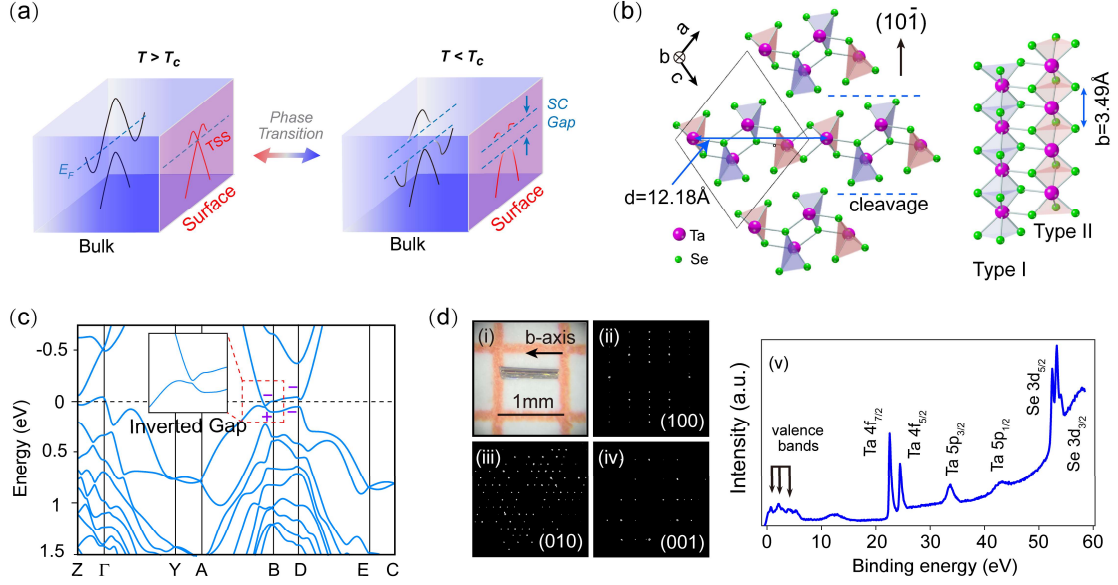 (a)
T > Tc
T < Tc
EF
TSS
Surface
Bulk
Phase
Transition
SC
Gap
Surface
Bulk
(b)
a
b
c
(101̄)
d=12.18Å
cleavage
Ta
Se
b=3.49Å
Type II
Type I
(c)
Energy (eV)
-0.5
0
0.5
1
1.5
Inverted Gap
−
−
+
−
Z Γ Y A B D E C
(d)
(i)
b-axis
1mm
(ii)
(100)
(iii)
(010)
(iv)
(001)
(v)
Intensity (a.u.)
valence
bands
Ta 4f7/2
Ta 4f5/2
Ta 5p3/2
Ta 5p1/2
Se 3d5/2
Se 3d3/2
0 10 20 30 40 50 60
Binding energy (eV)